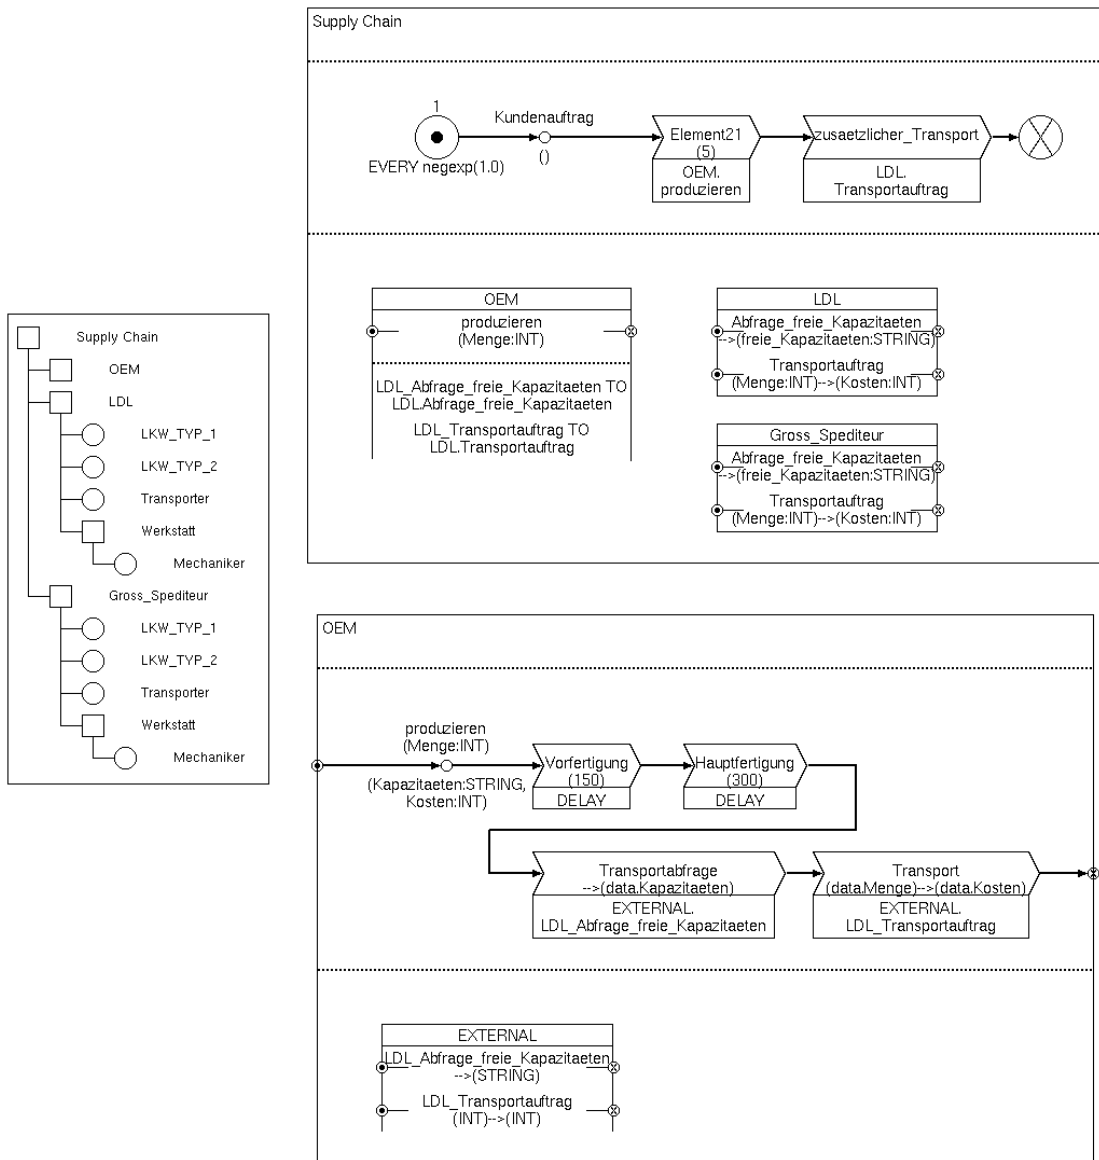 Supply Chain
1
Kundenauftrag
EVERY negexp(1.0)
()
Element21
(5)
OEM.
produzieren
zusaetzlicher_Transport
LDL.
Transportauftrag
OEM
produzieren
(Menge:INT)
LDL_Abfrage_freie_Kapazitaeten TO
LDL.Abfrage_freie_Kapazitaeten
LDL_Transportauftrag TO
LDL.Transportauftrag
LDL
Abfrage_freie_Kapazitaeten
-->(freie_Kapazitaeten:STRING)
Transportauftrag
(Menge:INT)-->(Kosten:INT)
Gross_Spediteur
Abfrage_freie_Kapazitaeten
-->(freie_Kapazitaeten:STRING)
Transportauftrag
(Menge:INT)-->(Kosten:INT)
Supply Chain
OEM
LDL
LKW_TYP_1
LKW_TYP_2
Transporter
Werkstatt
Mechaniker
Gross_Spediteur
LKW_TYP_1
LKW_TYP_2
Transporter
Werkstatt
Mechaniker
OEM
produzieren
(Menge:INT)
(Kapazitaeten:STRING,
Kosten:INT)
Vorfertigung
(150)
DELAY
Hauptfertigung
(300)
DELAY
Transportabfrage
-->(data.Kapazitaeten)
EXTERNAL.
LDL_Abfrage_freie_Kapazitaeten
Transport
(data.Menge)-->(data.Kosten)
EXTERNAL.
LDL_Transportauftrag
EXTERNAL
LDL_Abfrage_freie_Kapazitaeten
-->(STRING)
LDL_Transportauftrag
(INT)-->(INT)